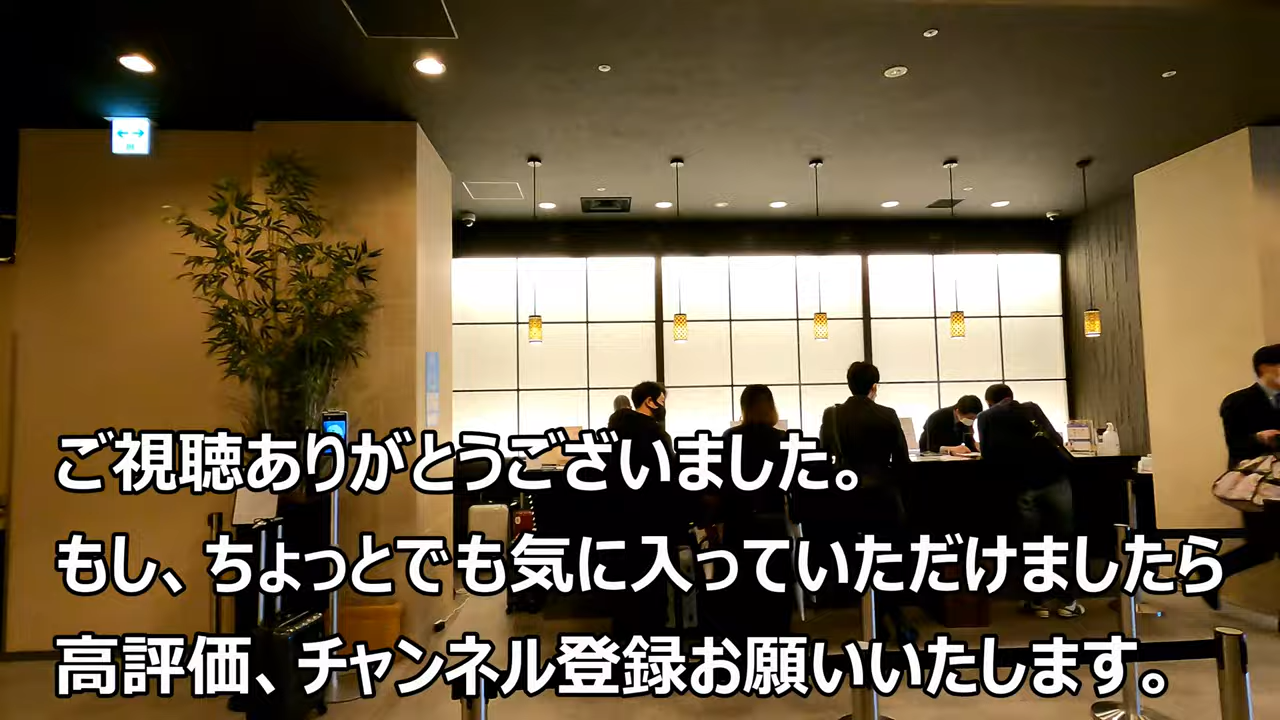 ご視聴ありがとうございました。
もし、ちょっとでも気に入っていただけましたら
高評価、チャンネル登録お願いいたします。